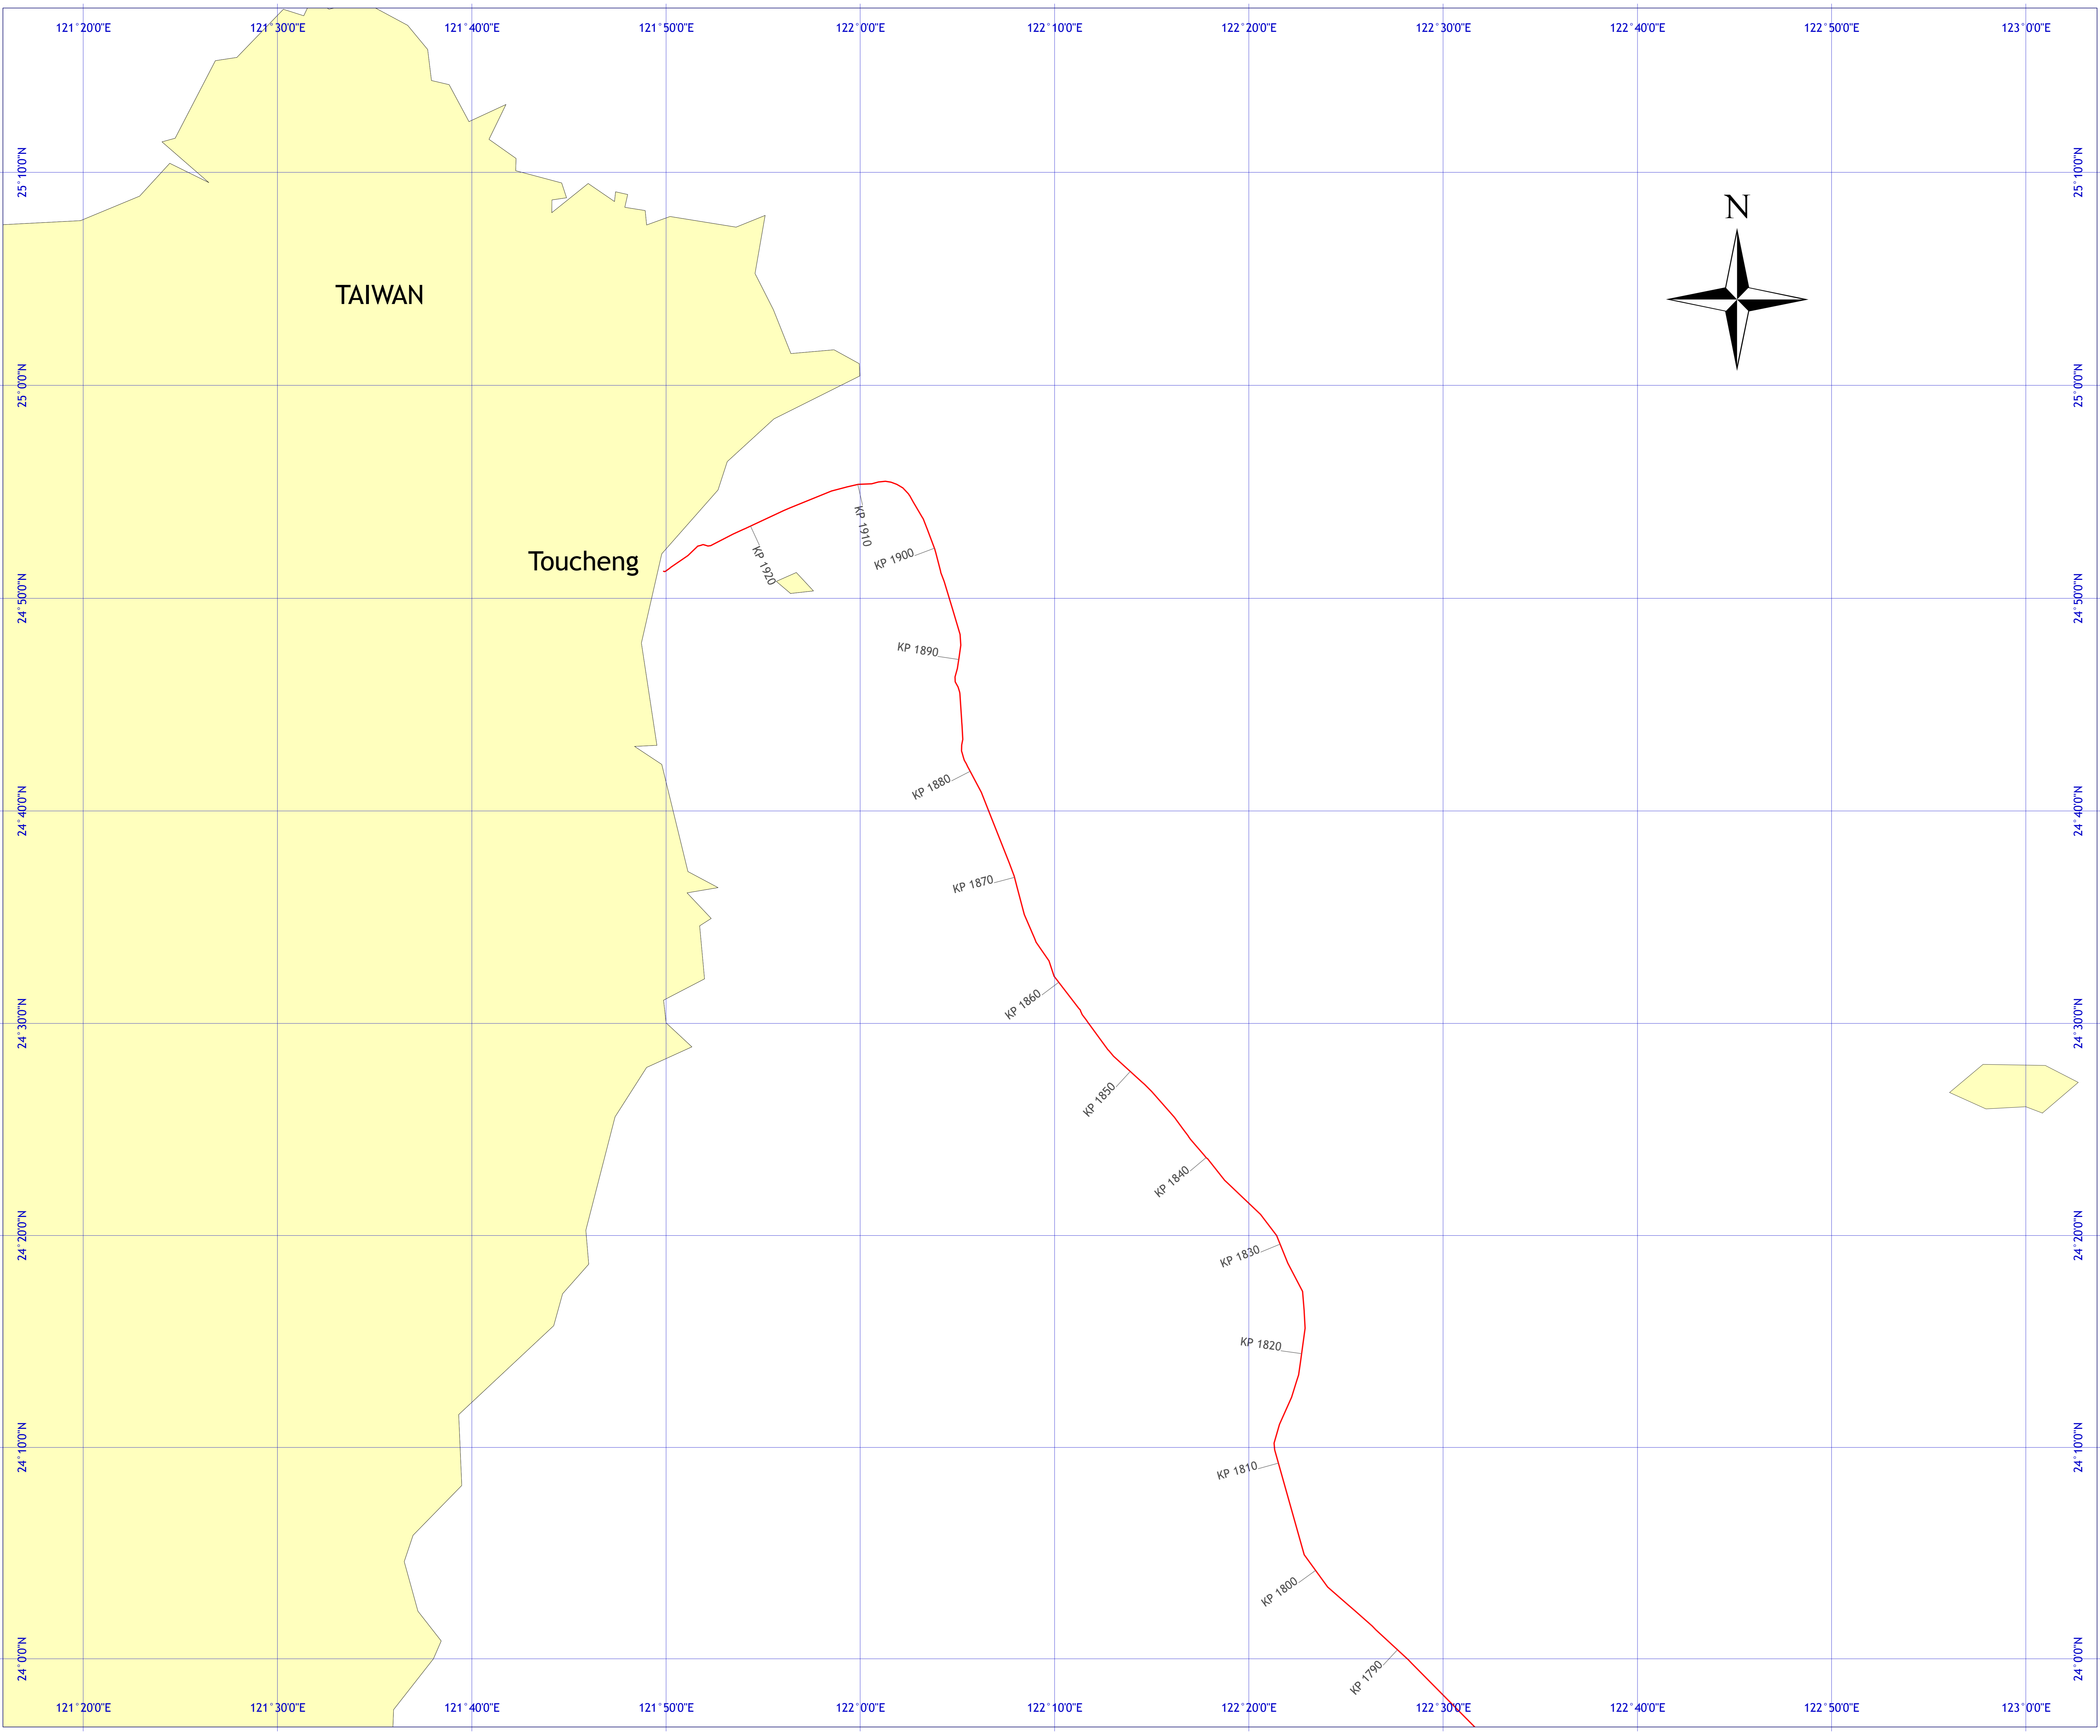 121°20'0"E
121°30'0"E
121°40'0"E
121°50'0"E
122°0'0"E
122°10'0"E
122°20'0"E
122°30'0"E
122°40'0"E
122°50'0"E
123°0'0"E
25°10'0"N
25°10'0"N
N
TAIWAN
25°0'0"N
25°0'0"N
KP 1910
Toucheng
KP 1900
KP 1920
24°50'0"N
24°50'0"N
KP 1890
KP 1880
24°40'0"N
24°40'0"N
KP 1870
KP 1860
24°30'0"N
24°30'0"N
KP 1850
KP 1840
24°20'0"N
24°20'0"N
KP 1830
KP 1820
24°10'0"N
24°10'0"N
KP 1810
KP 1800
24°0'0"N
24°0'0"N
KP 1790
121°20'0"E
121°30'0"E
121°40'0"E
121°50'0"E
122°0'0"E
122°10'0"E
122°20'0"E
122°30'0"E
122°40'0"E
122°50'0"E
123°0'0"E